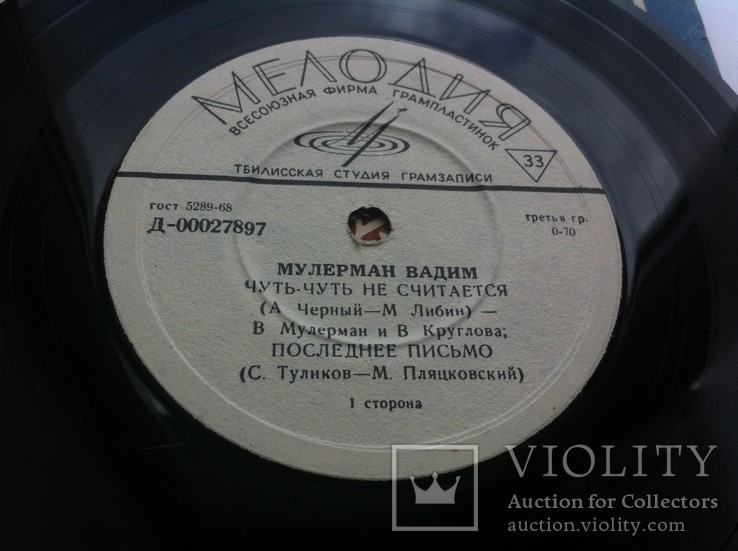 МЕЛОДИЯ
ВСЕСОЮЗНАЯ ФИРМА ГРАМПЛАСТИНОК
33
ТБИЛИССКАЯ СТУДИЯ ГРАМЗАПИСИ
гост 5289-68
Д-00027897
третья гр.
0-70
МУЛЕРМАН ВАДИМ
ЧУТЬ-ЧУТЬ НЕ СЧИТАЕТСЯ
(А Черный—М Либин) —
В Мулерман и В Круглова;
ПОСЛЕДНЕЕ ПИСЬМО
(С. Туликов—М. Пляцковский)
1 сторона
VIOLITY
Auction for Collectors
auction.violity.com